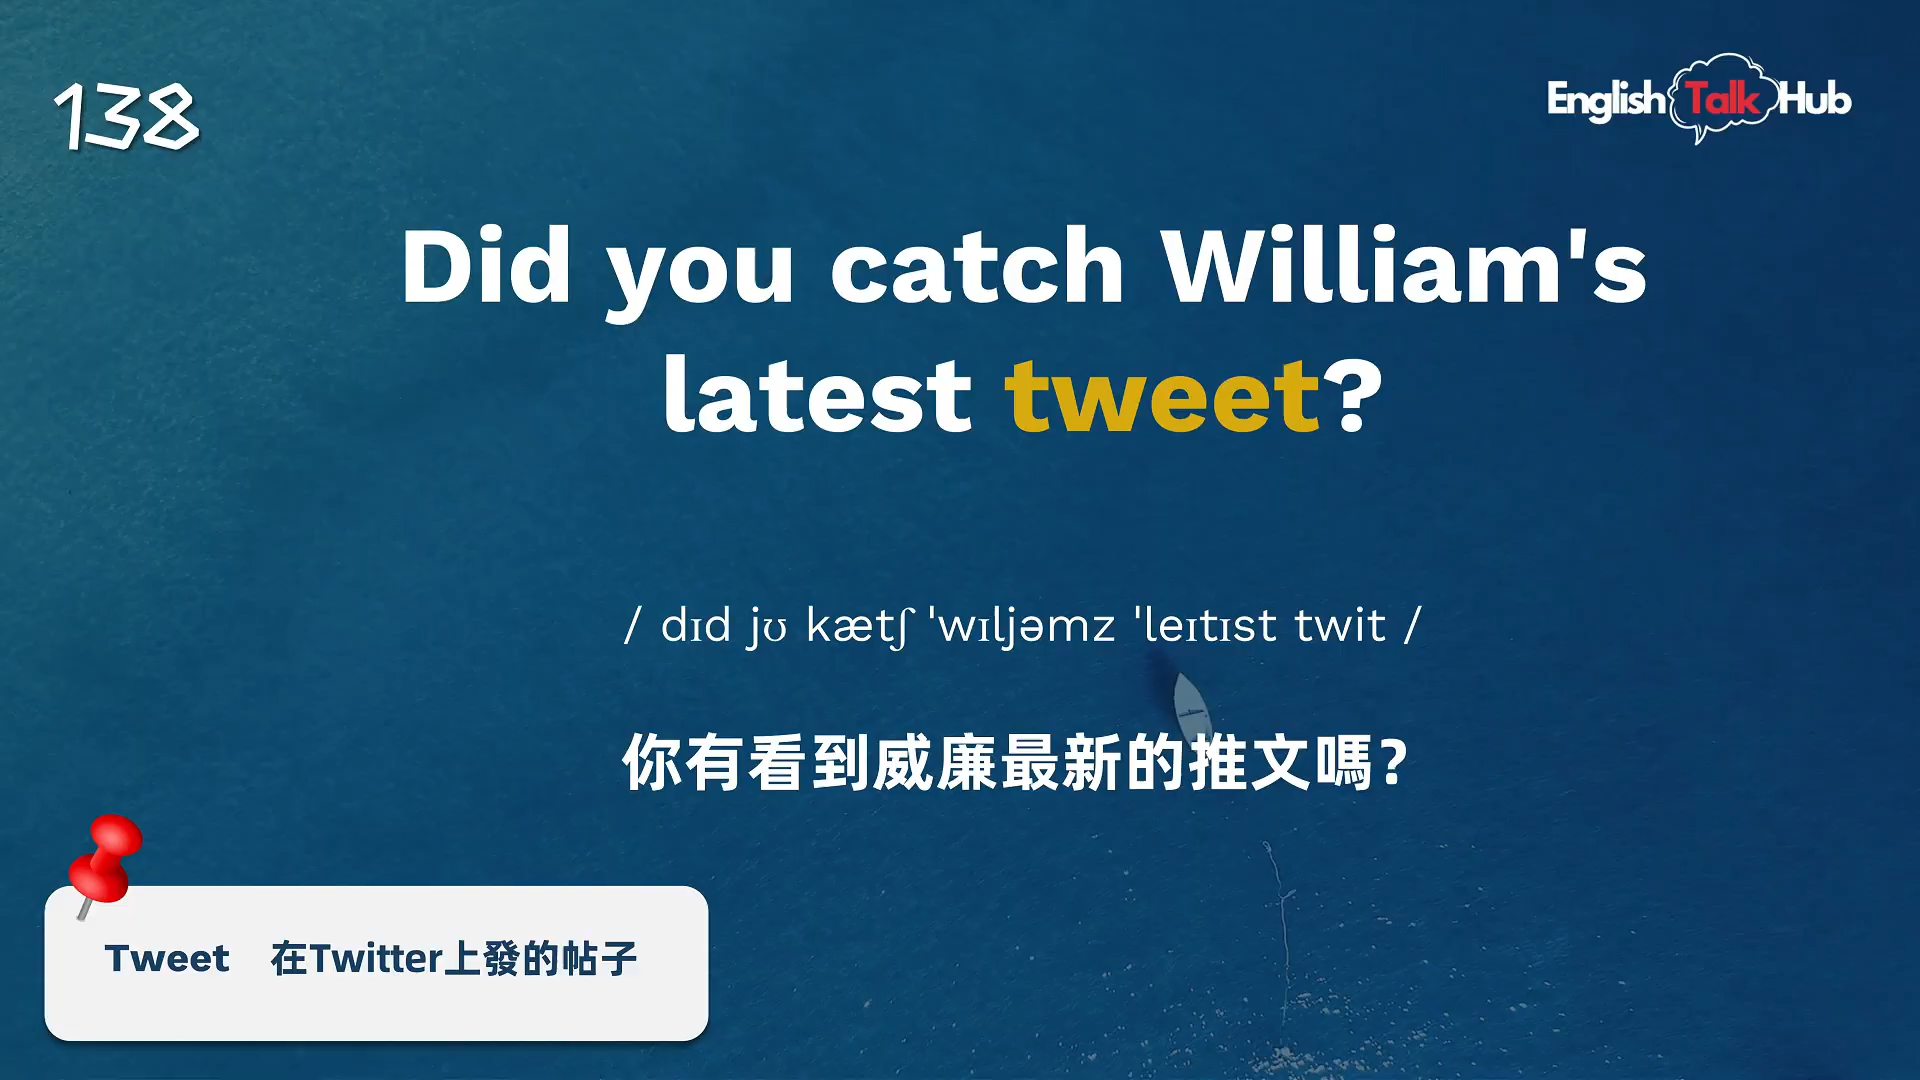 138
English Talk Hub
Did you catch William's
latest tweet?
/ dɪd jʊ kætʃ ˈwɪljəmz ˈleɪtɪst twit /
你有看到威廉最新的推文嗎?
Tweet 在Twitter上發的帖子